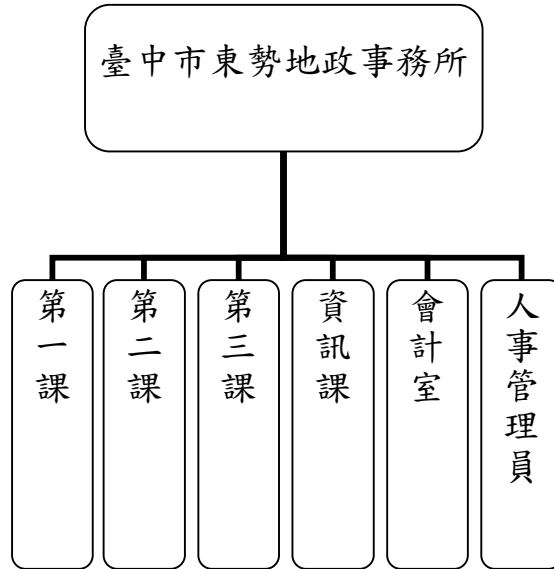 臺中市東勢地政事務所
第一課
第二課
第三課
資訊課
會計室
人事管理員